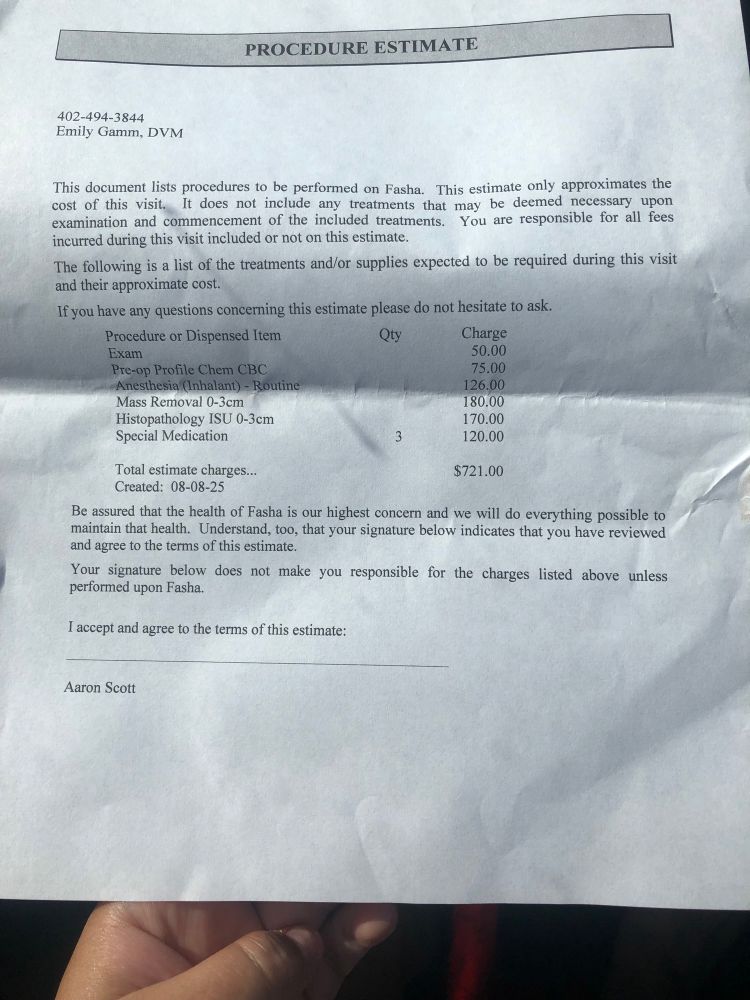 PROCEDURE ESTIMATE
402-494-3844
Emily Gamm, DVM
This document lists procedures to be performed on Fasha. This estimate only approximates the
cost of this visit. It does not include any treatments that may be deemed necessary upon
examination and commencement of the included treatments. You are responsible for all fees
incurred during this visit included or not on this estimate.
The following is a list of the treatments and/or supplies expected to be required during this visit
and their approximate cost.
If you have any questions concerning this estimate please do not hesitate to ask.
Procedure or Dispensed Item Qty Charge
Exam 50.00
Pre-op Profile Chem CBC 75.00
Anesthesia (Inhalant) - Routine 126.00
Mass Removal 0-3cm 180.00
Histopathology ISU 0-3cm 170.00
Special Medication 3 120.00
Total estimate charges... $721.00
Created: 08-08-25
Be assured that the health of Fasha is our highest concern and we will do everything possible to
maintain that health. Understand, too, that your signature below indicates that you have reviewed
and agree to the terms of this estimate.
Your signature below does not make you responsible for the charges listed above unless
performed upon Fasha.
I accept and agree to the terms of this estimate:
Aaron Scott